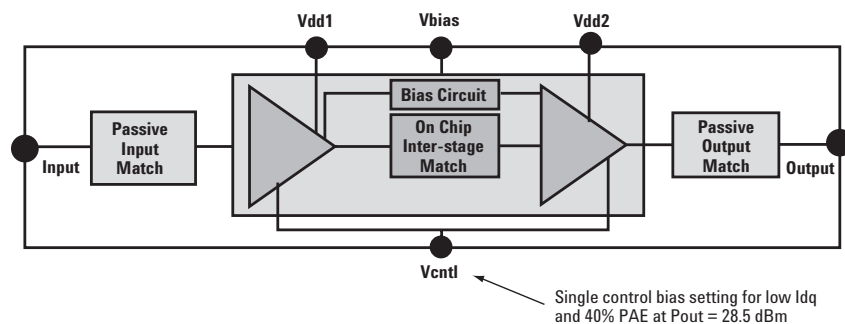 Vdd1
Vbias
Vdd2
Bias Circuit
Passive
Input
Match
On Chip
Inter-stage
Match
Passive
Output
Match
Input
Output
Vcntl
Single control bias setting for low Idq
and 40% PAE at Pout = 28.5 dBm